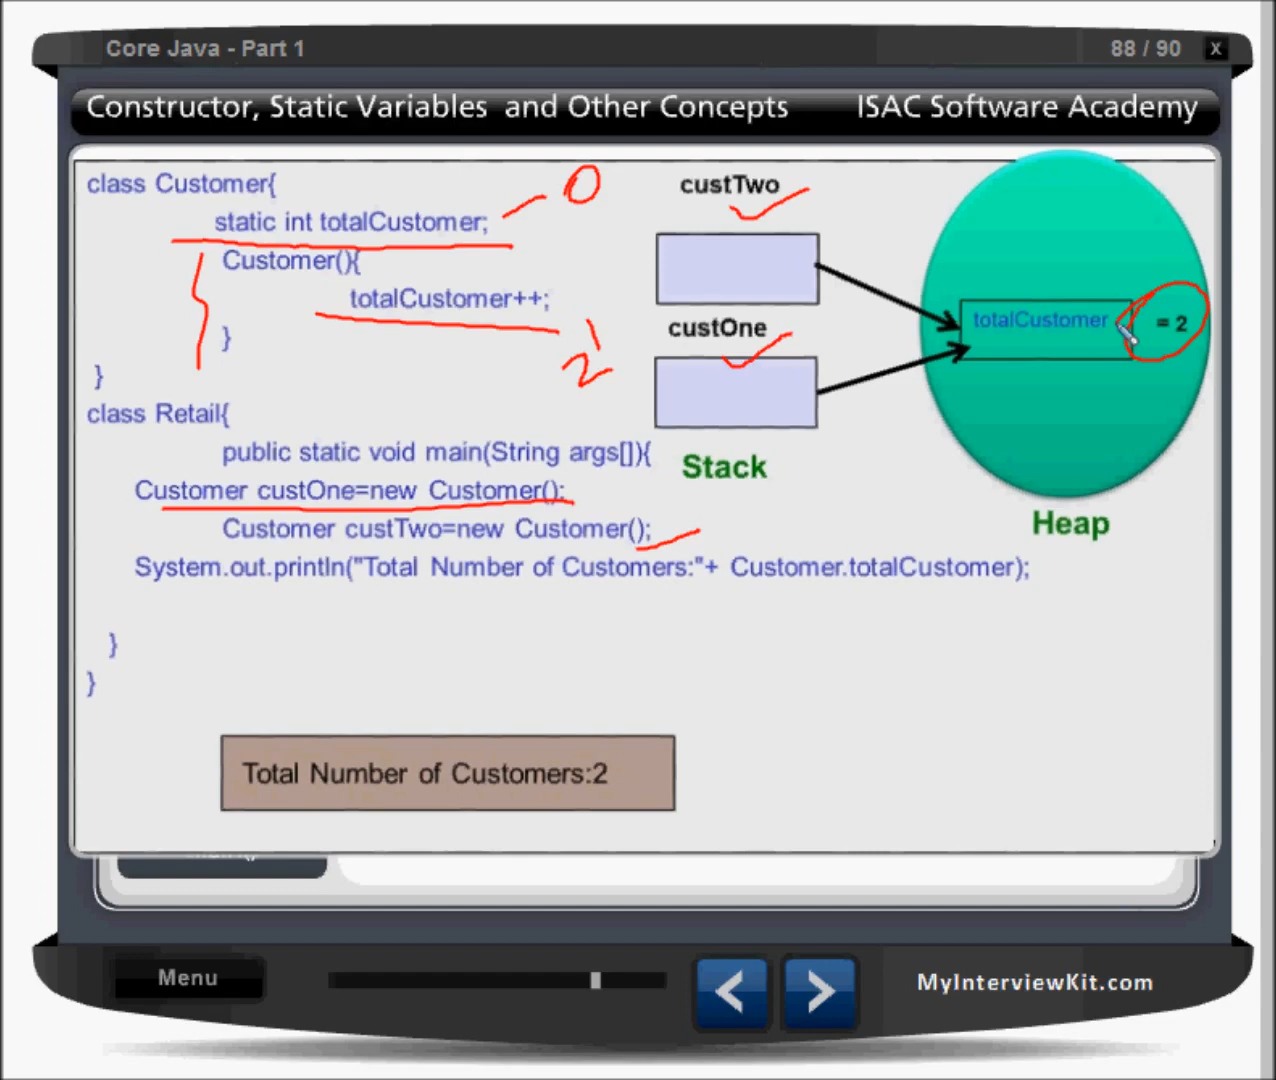 Core Java - Part 1
88 / 90
X
Constructor, Static Variables and Other Concepts
ISAC Software Academy
class Customer{
static int totalCustomer;
0
Customer(){
totalCustomer++;
1
2
}
}
class Retail{
public static void main(String args[]){
Customer custOne=new Customer();
Customer custTwo=new Customer();
System.out.println("Total Number of Customers:"+ Customer.totalCustomer);
}
}
custTwo
custOne
Stack
totalCustomer
= 2
Heap
Total Number of Customers:2
Menu
< >
MyInterviewKit.com